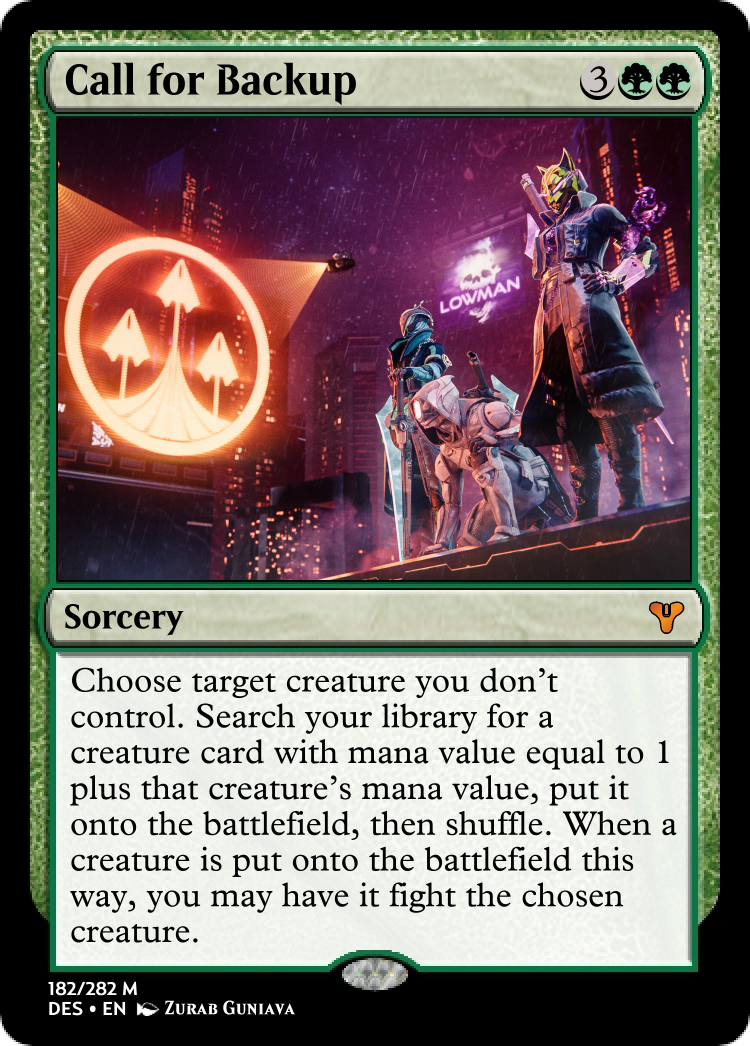 Call for Backup 3
LOWMAN
Sorcery
Choose target creature you don't
control. Search your library for a
creature card with mana value equal to 1
plus that creature's mana value, put it
onto the battlefield, then shuffle. When a
creature is put onto the battlefield this
way, you may have it fight the chosen
creature.
182/282 M
DES • EN ZURAB GUNIAVA